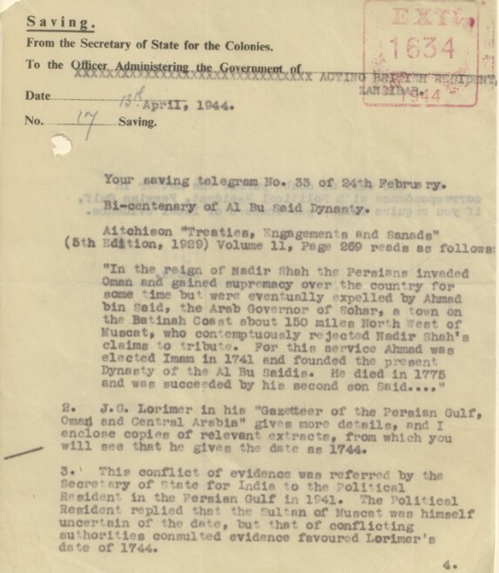 Saving.
EXTL
1634
1944
From the Secretary of State for the Colonies.
To the Officer Administering the Government of
XXXXXXXXXXXXXXXXXXXXXXXXXXXXXX ACTING BRITISH RESIDENT,
ZANZIBAR.
Date 13th April, 1944.
No. 17 Saving.
Your saving telegram No. 33 of 24th February.
Bi-centenary of Al Bu Said Dynasty.
Aitchison "Treaties, Engagements and Sanads"
(5th Edition, 1929) Volume 11, Page 269 reads as follows:
"In the reign of Nadir Shah the Persians invaded
Oman and gained supremacy over the country for
some time but were eventually expelled by Ahmad
bin Said, the Arab Governor of Sohar, a town on
the Batinah Coast about 150 miles North West of
Muscat, who contemptuously rejected Nadir Shah's
claims to tribute. For this service Ahmad was
elected Imam in 1741 and founded the present
Dynasty of the Al Bu Saidis. He died in 1775
and was succeeded by his second son Said...."
2. J.G. Lorimer in his "Gazetteer of the Persian Gulf,
Oman and Central Arabia" gives more details, and I
enclose copies of relevant extracts, from which you
will see that he gives the date as 1744.
3. This conflict of evidence was referred by the
Secretary of State for India to the Political
Resident in the Persian Gulf in 1941. The Political
Resident replied that the Sultan of Muscat was himself
uncertain of the date, but that of conflicting
authorities consulted evidence favoured Lorimer's
date of 1744.
4.